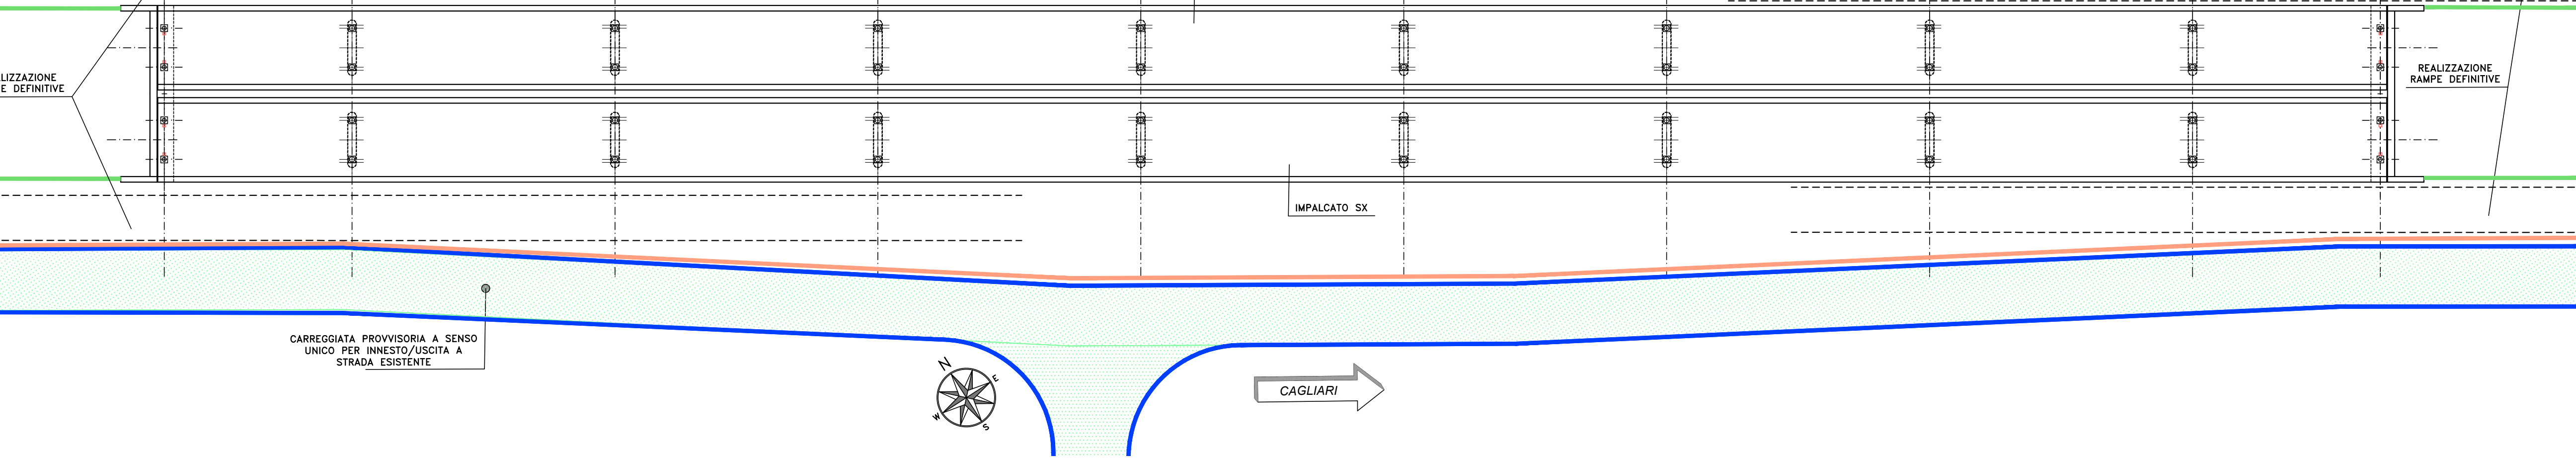 LIZZAZIONE
E DEFINITIVE
REALIZZAZIONE
RAMPE DEFINITIVE
IMPALCATO SX
CARREGGIATA PROVVISORIA A SENSO
UNICO PER INNESTO/USCITA A
STRADA ESISTENTE
N
E
W
S
CAGLIARI